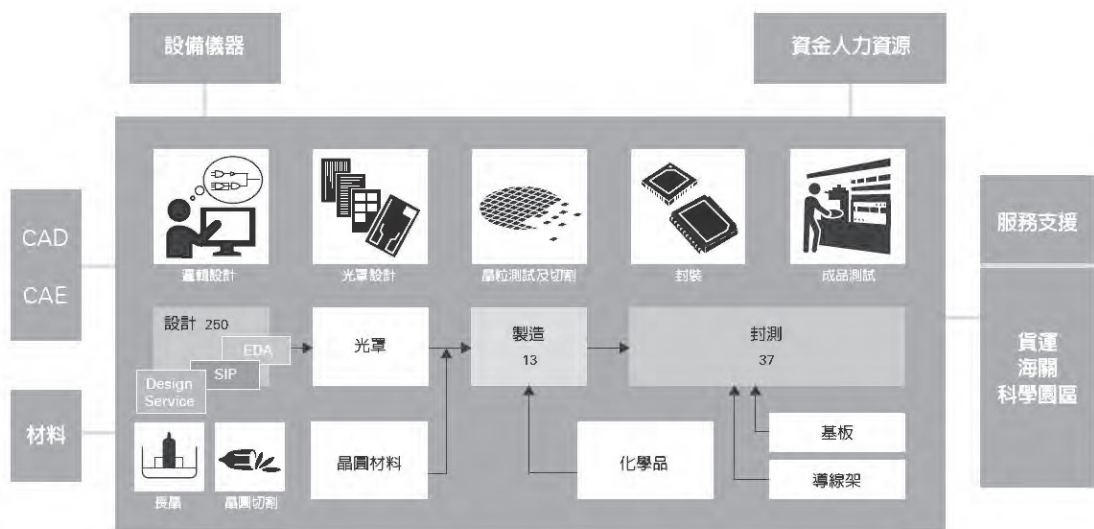 設備儀器
資金人力資源
CAD
CAE
材料
邏輯設計
光罩設計
晶粒測試及切割
封裝
成品測試
設計 250
EDA
SIP
Design
Service
光罩
製造
13
封測
37
長晶
晶圓切割
晶圓材料
化學品
基板
導線架
服務支援
貨運
海關
科學園區